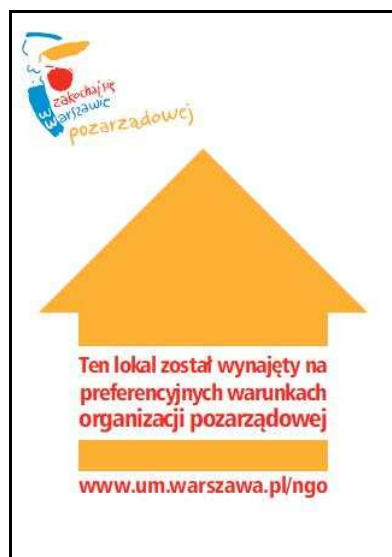 zakochaj się
w warszawie
pozarządowej
Ten lokal został wynajęty na
preferencyjnych warunkach
organizacji pozarządowej
www.um.warszawa.pl/ngo